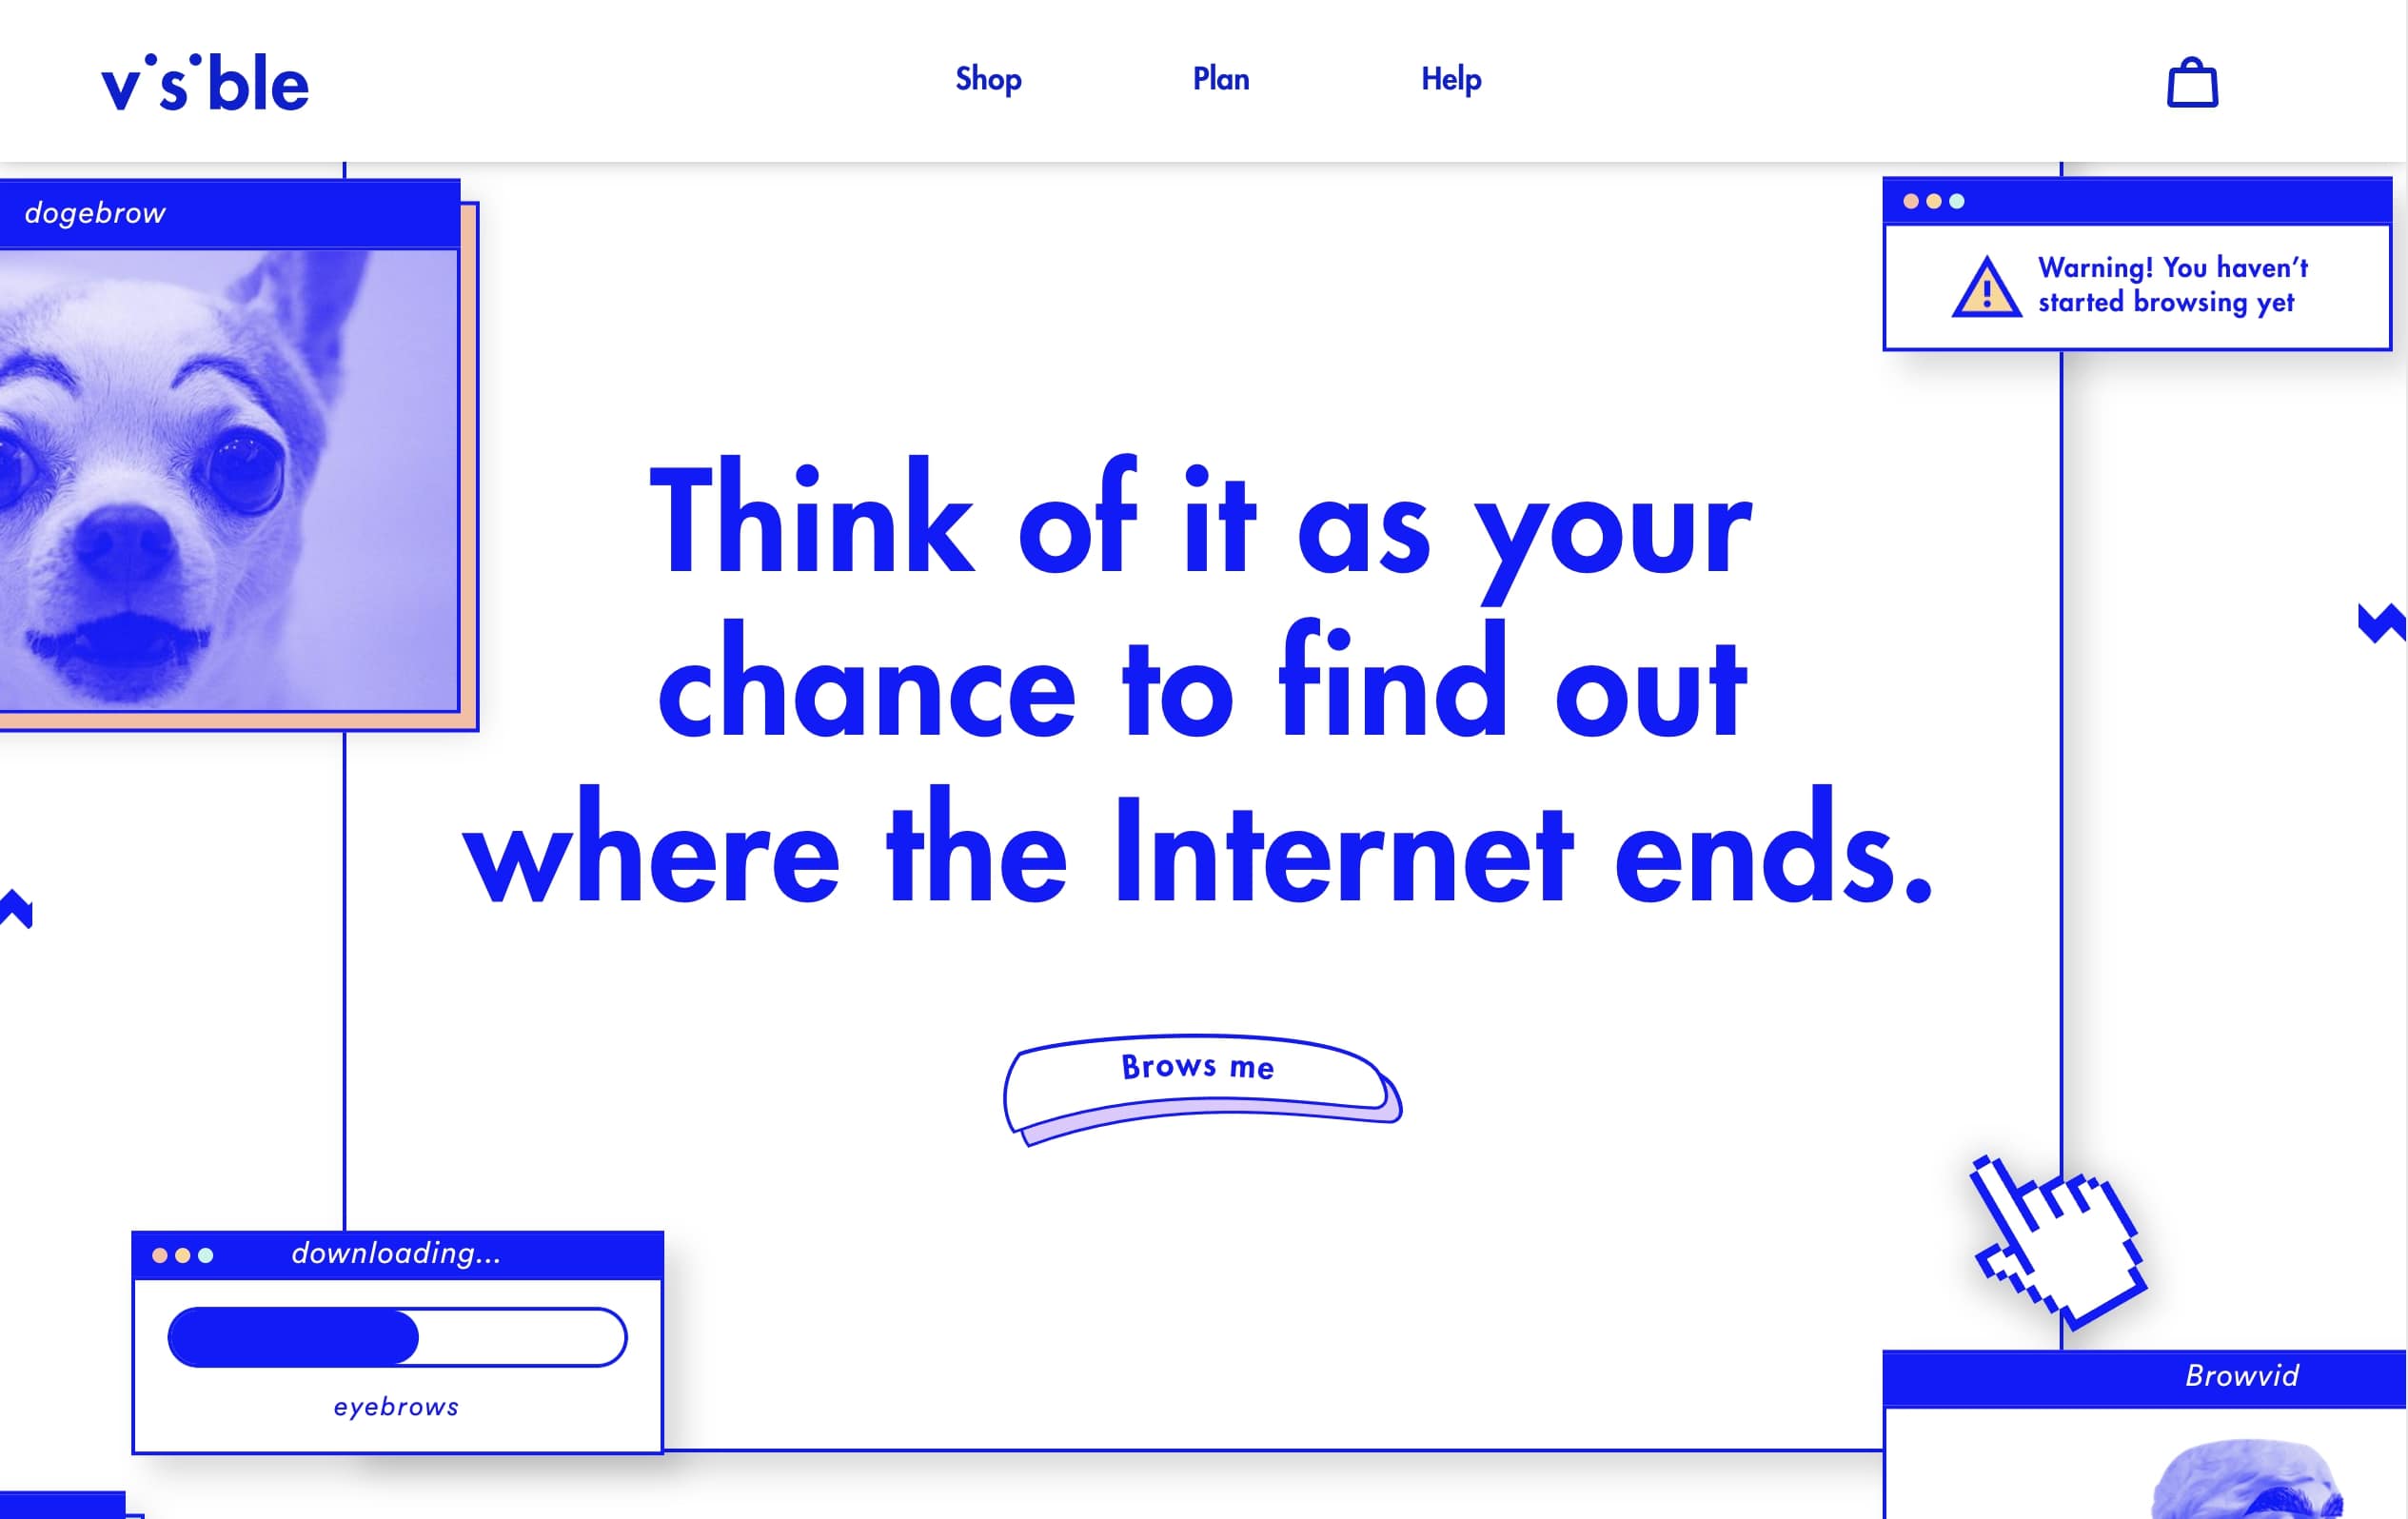 visible
Shop
Plan
Help
dogebrow
Warning! You haven’t
started browsing yet
Think of it as your
chance to find out
where the Internet ends.
Brows me
downloading...
eyebrows
Browvid